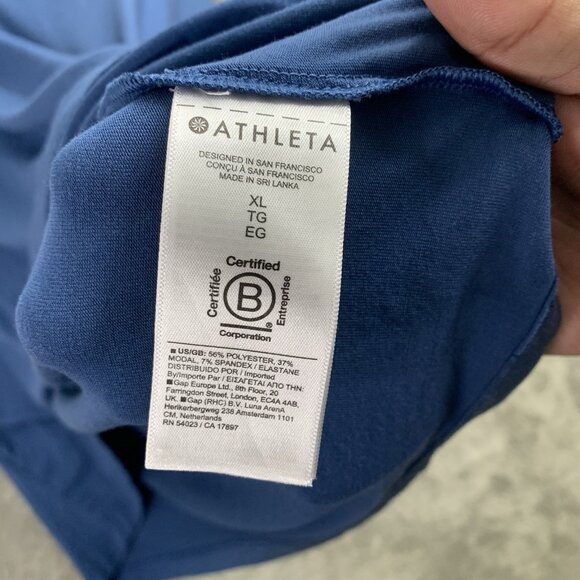 ATHLETA
DESIGNED IN SAN FRANCISCO
CONÇU À SAN FRANCISCO
MADE IN SRI LANKA
XL
TG
EG
Certified
Certifiée
B
Entreprise
Corporation
■ US/GB: 56% POLYESTER, 37%
MODAL, 7% SPANDEX / ELASTANE
DISTRIBUIDO POR / Imported
By/Importe Par / ΕΙΣΑΓΕΤΑΙ ΑΠΟ ΤΗΝ:
■ Gap Europe Ltd., 8th Floor, 20
Farringdon Street, London, EC4A 4AB,
UK. ■ Gap (RHC) B.V. Luna ArenA
Herikerbergweg 238 Amsterdam 1101
CM, Netherlands
RN 54023 / CA 17897